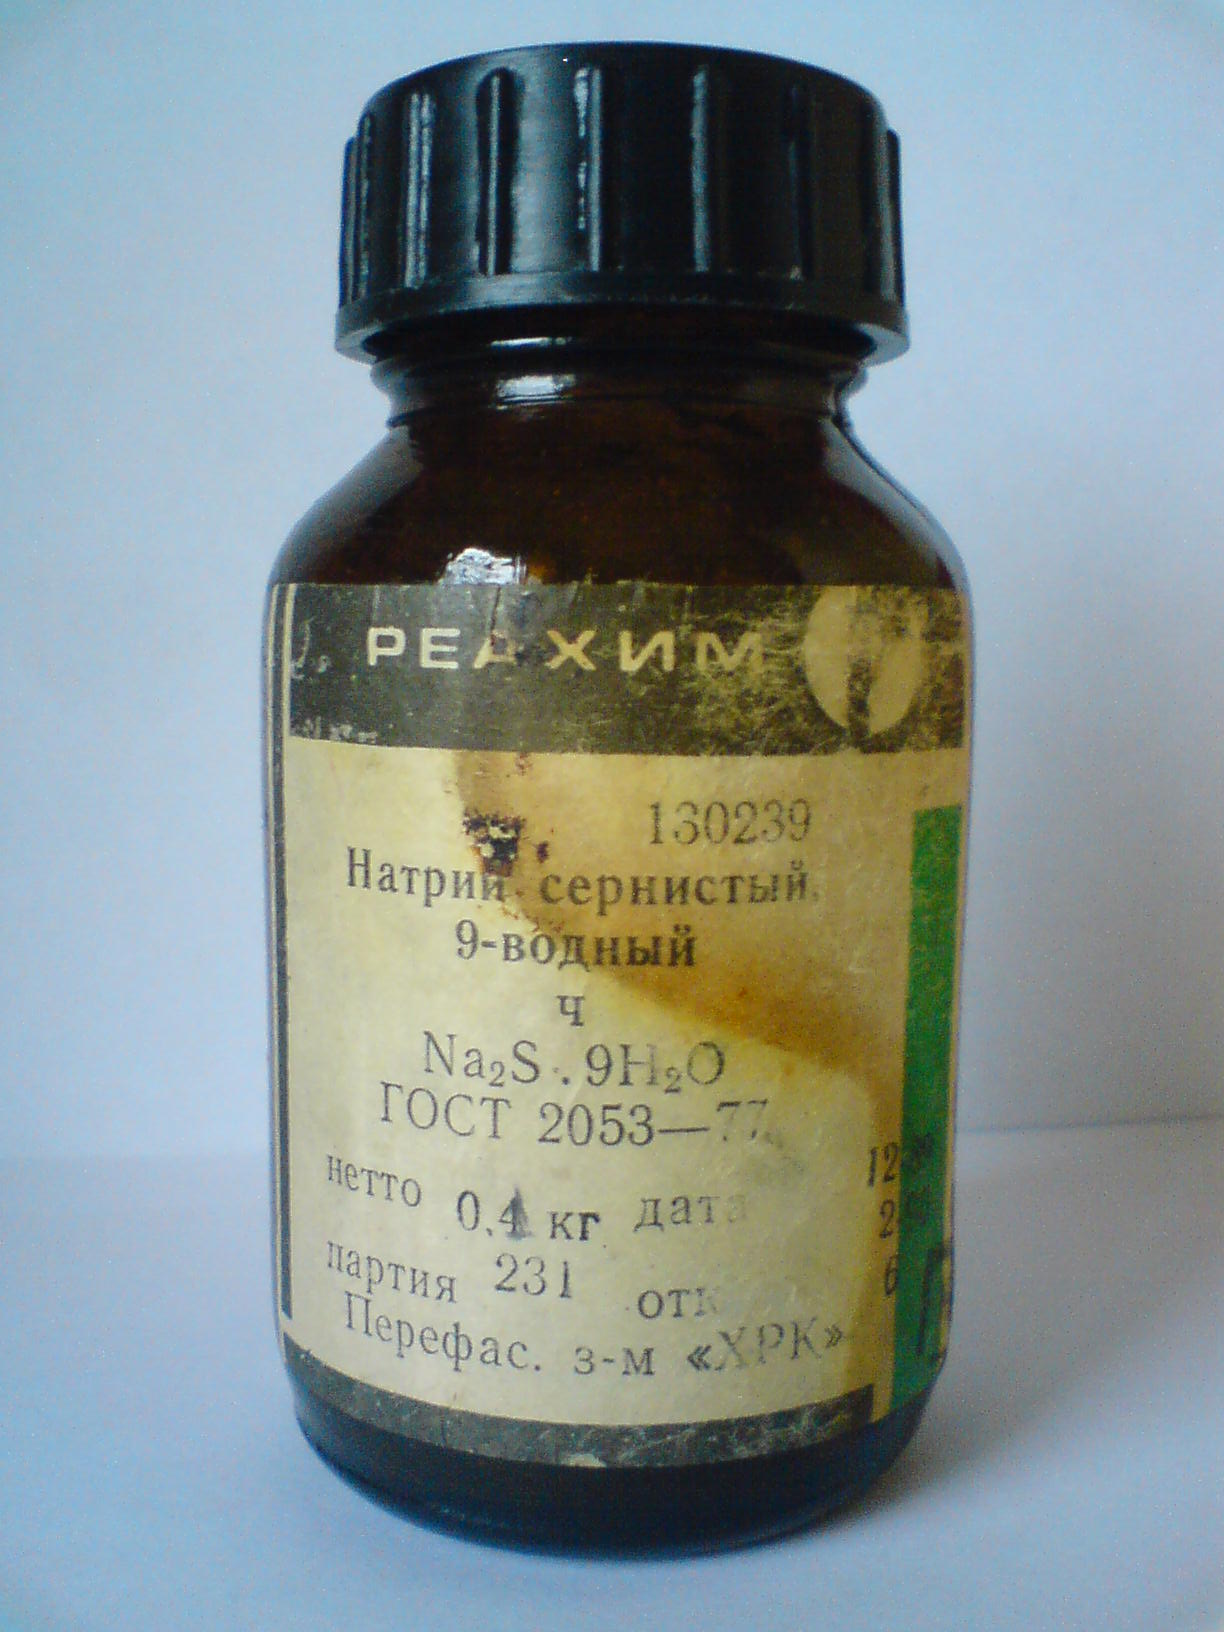 РЕАХИМ
130239
Натрий сернистый
9-водный
ч
Na₂S · 9H₂O
ГОСТ 2053—77
нетто 0,4 кг дата
партия 231 отк
Перефас. з-м «ХРК»